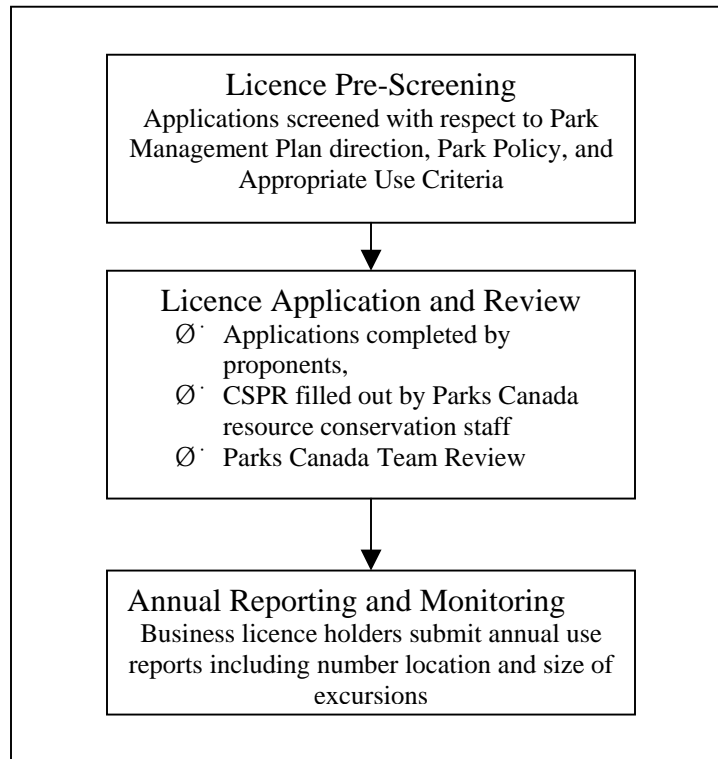 Licence Pre-Screening
Applications screened with respect to Park
Management Plan direction, Park Policy, and
Appropriate Use Criteria
Licence Application and Review
Ø˙ Applications completed by
proponents,
Ø˙ CSPR filled out by Parks Canada
resource conservation staff
Ø˙ Parks Canada Team Review
Annual Reporting and Monitoring
Business licence holders submit annual use
reports including number location and size of
excursions